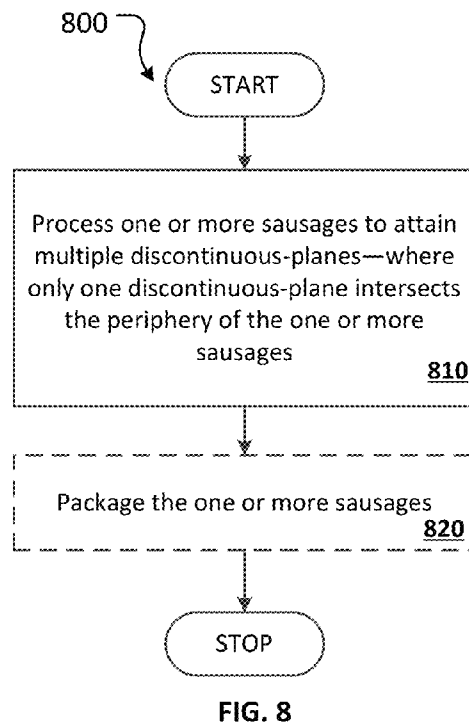 800
START
Process one or more sausages to attain
multiple discontinuous-planes—where
only one discontinuous-plane intersects
the periphery of the one or more
sausages
810
Package the one or more sausages
820
STOP
FIG. 8